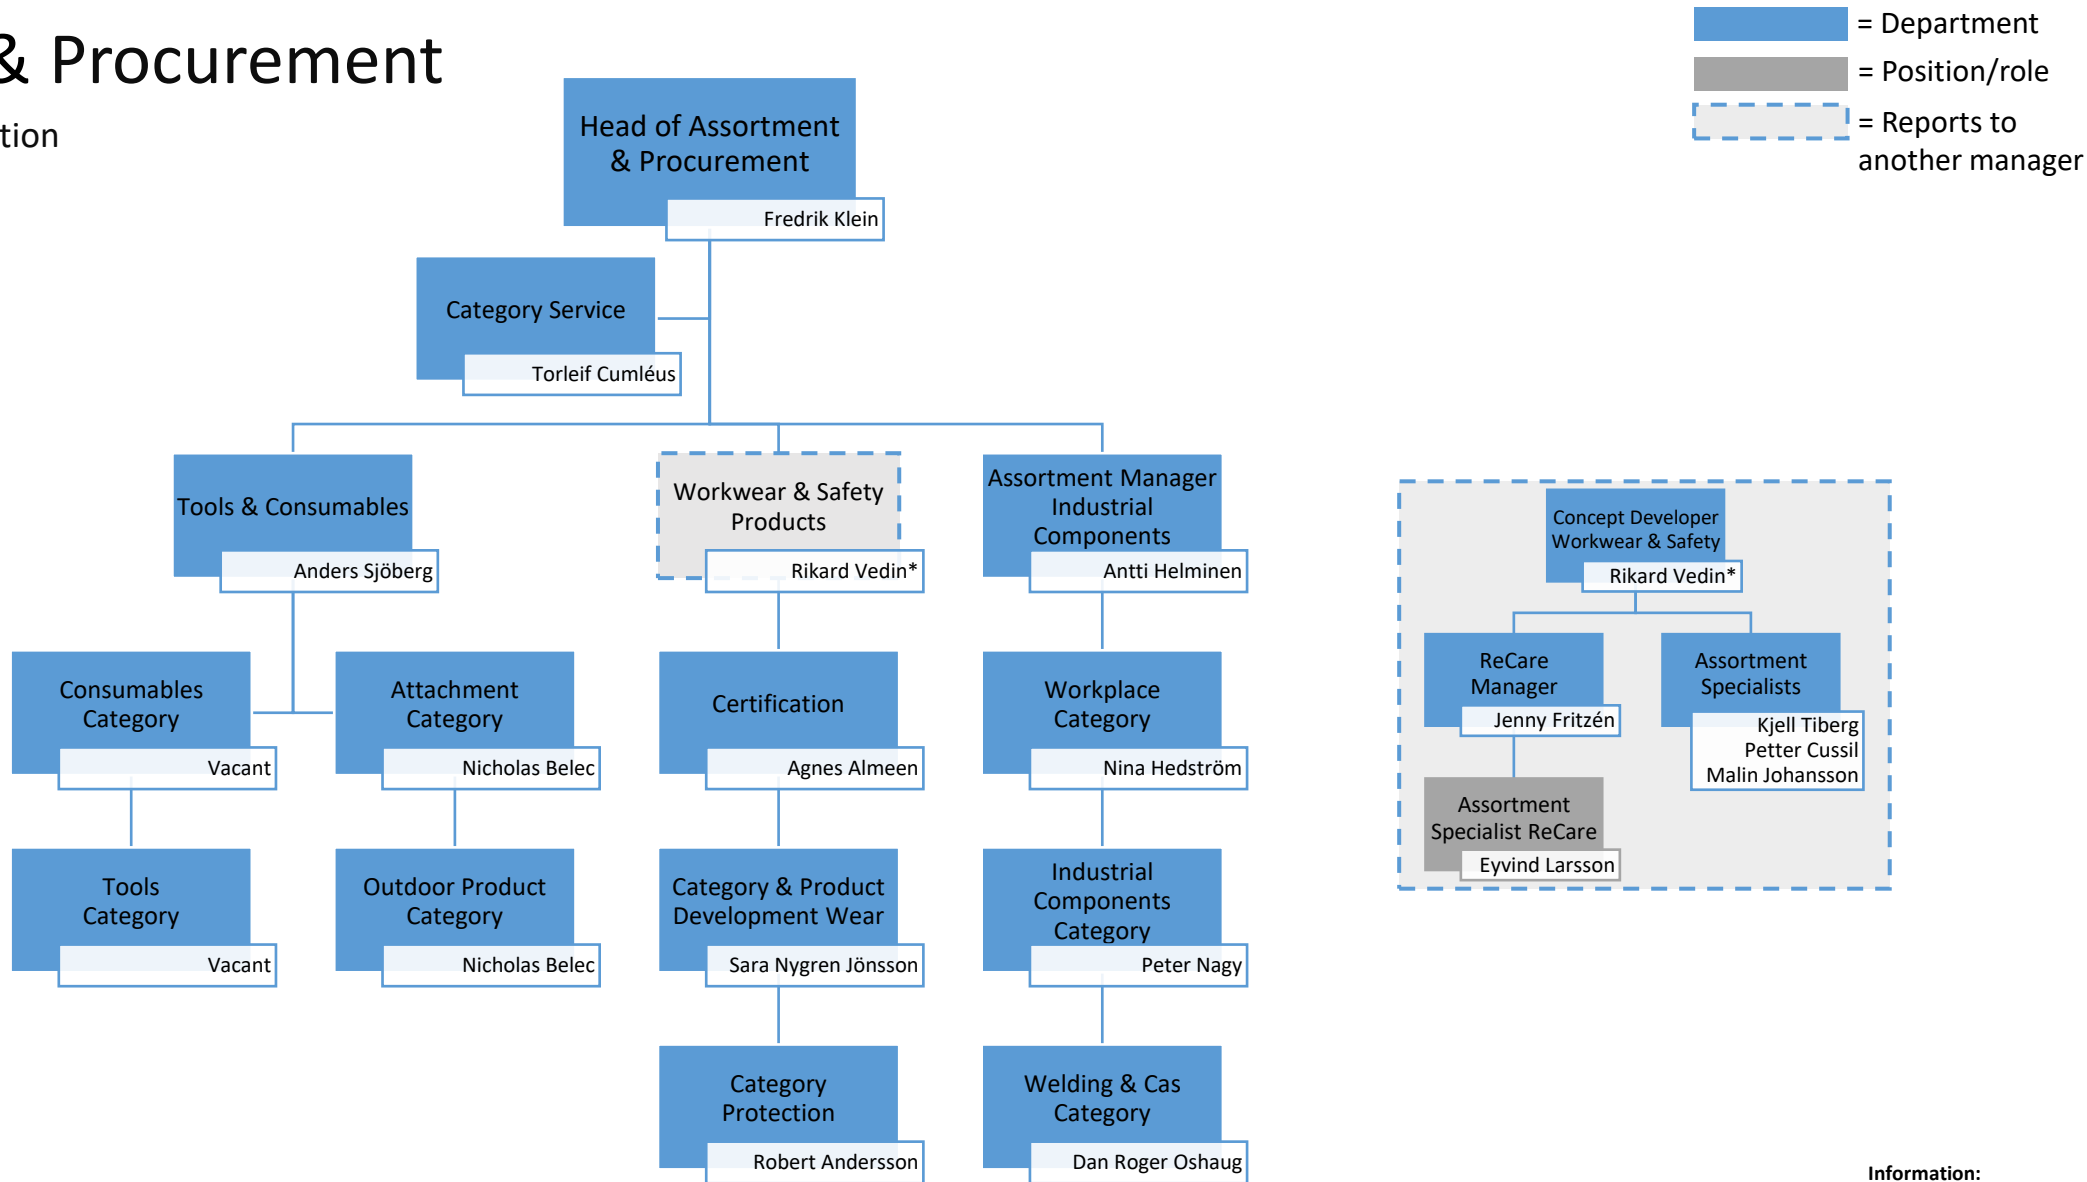 & Procurement
tion
= Department
= Position/role
= Reports to
another manager
Head of Assortment
& Procurement
Fredrik Klein
Category Service
Torleif Cumléus
Tools & Consumables
Anders Sjöberg
Workwear & Safety
Products
Rikard Vedin*
Assortment Manager
Industrial
Components
Antti Helminen
Consumables
Category
Vacant
Attachment
Category
Nicholas Belec
Certification
Agnes Almeen
Workplace
Category
Nina Hedström
Tools
Category
Vacant
Outdoor Product
Category
Nicholas Belec
Category & Product
Development Wear
Sara Nygren Jönsson
Industrial
Components
Category
Peter Nagy
Category
Protection
Robert Andersson
Welding & Cas
Category
Dan Roger Oshaug
Concept Developer
Workwear & Safety
Rikard Vedin*
ReCare
Manager
Jenny Fritzén
Assortment
Specialists
Kjell Tiberg
Petter Cussil
Malin Johansson
Assortment
Specialist ReCare
Eyvind Larsson
Information: